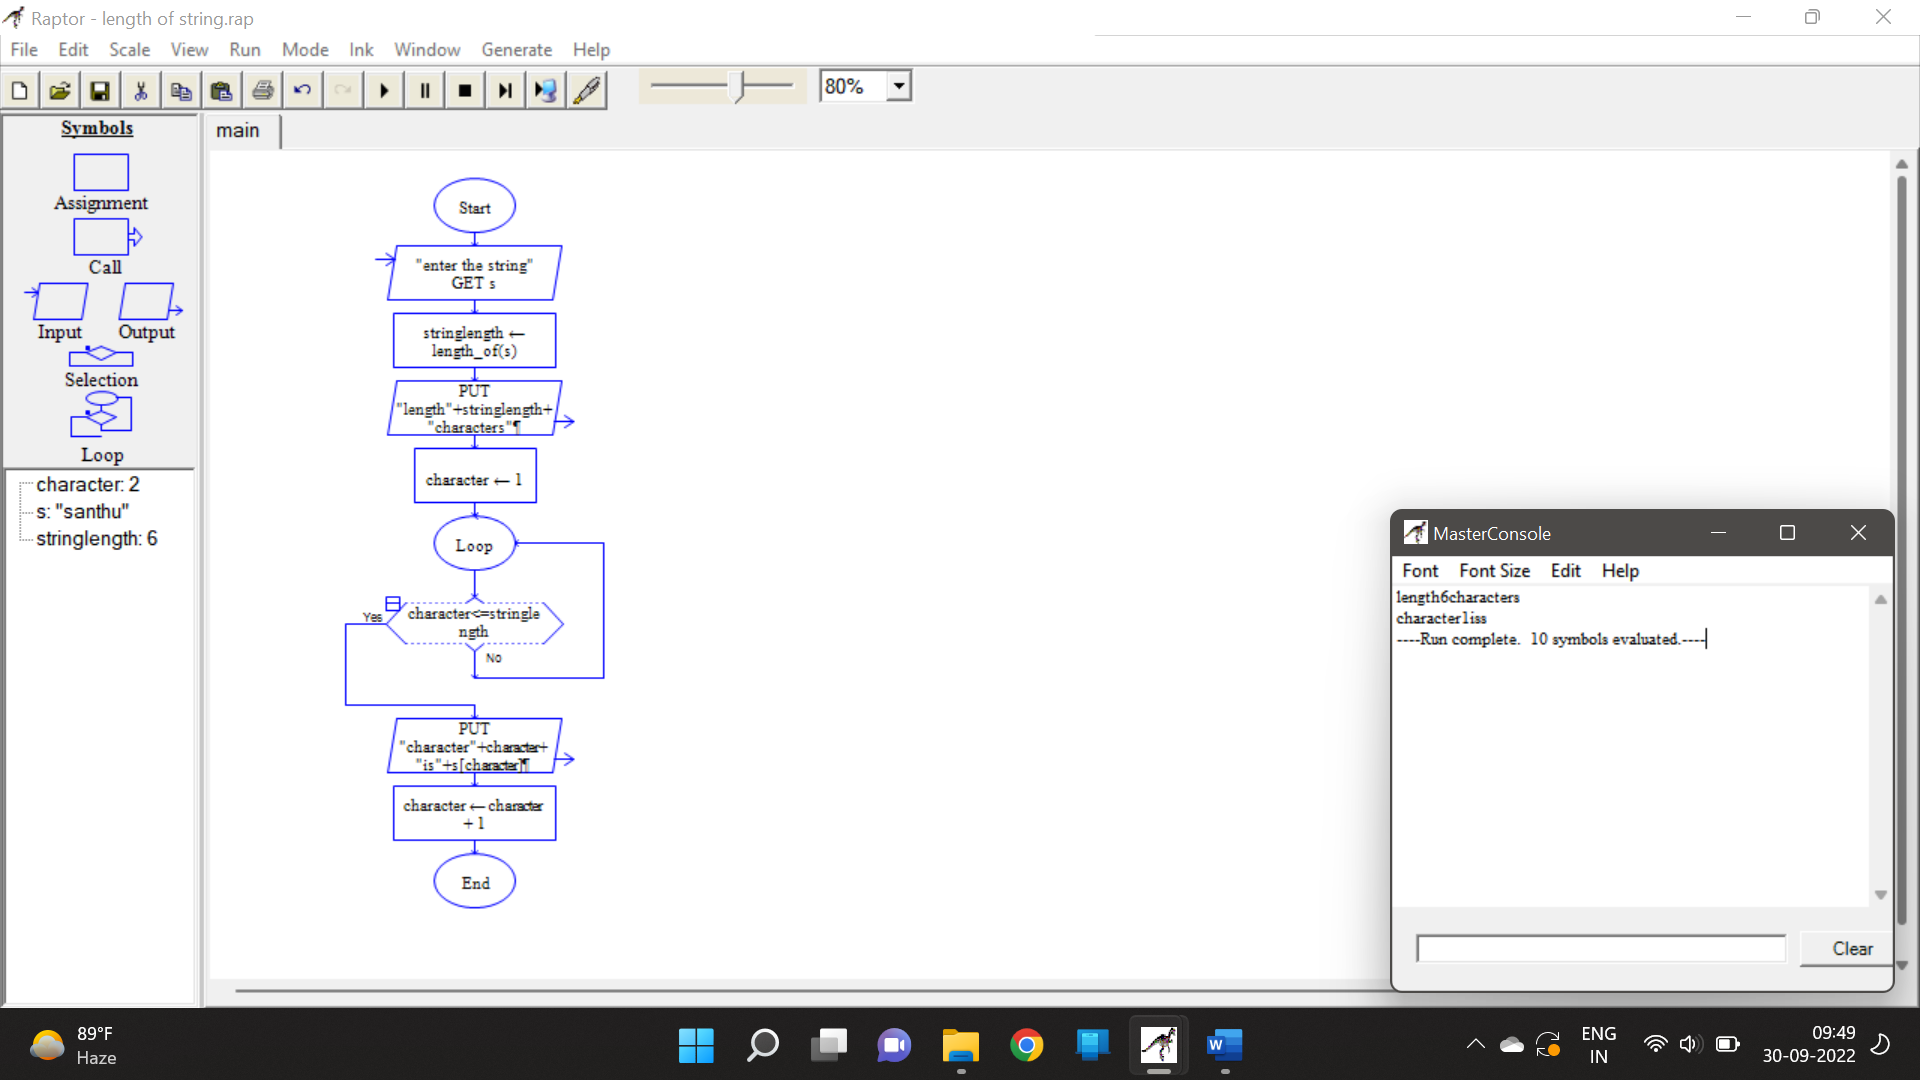 Raptor - length of string.rap
File Edit Scale View Run Mode Ink Window Generate Help
80%
Symbols
Assignment
Call
Input Output
Selection
Loop
character: 2
s: "santhu"
stringlength: 6
main
Start
"enter the string"
GET s
stringlength ←
length_of(s)
PUT
"length"+stringlength+
"characters"¶
character ← 1
Loop
Yes
character<=stringle
ngth
No
PUT
"character"+character+
"is"+s[character]¶
character ← character
+ 1
End
MasterConsole
Font Font Size Edit Help
length6characters
character1iss
----Run complete.  10 symbols evaluated.----
Clear
89°F
Haze
W
ENG
IN
09:49
30-09-2022